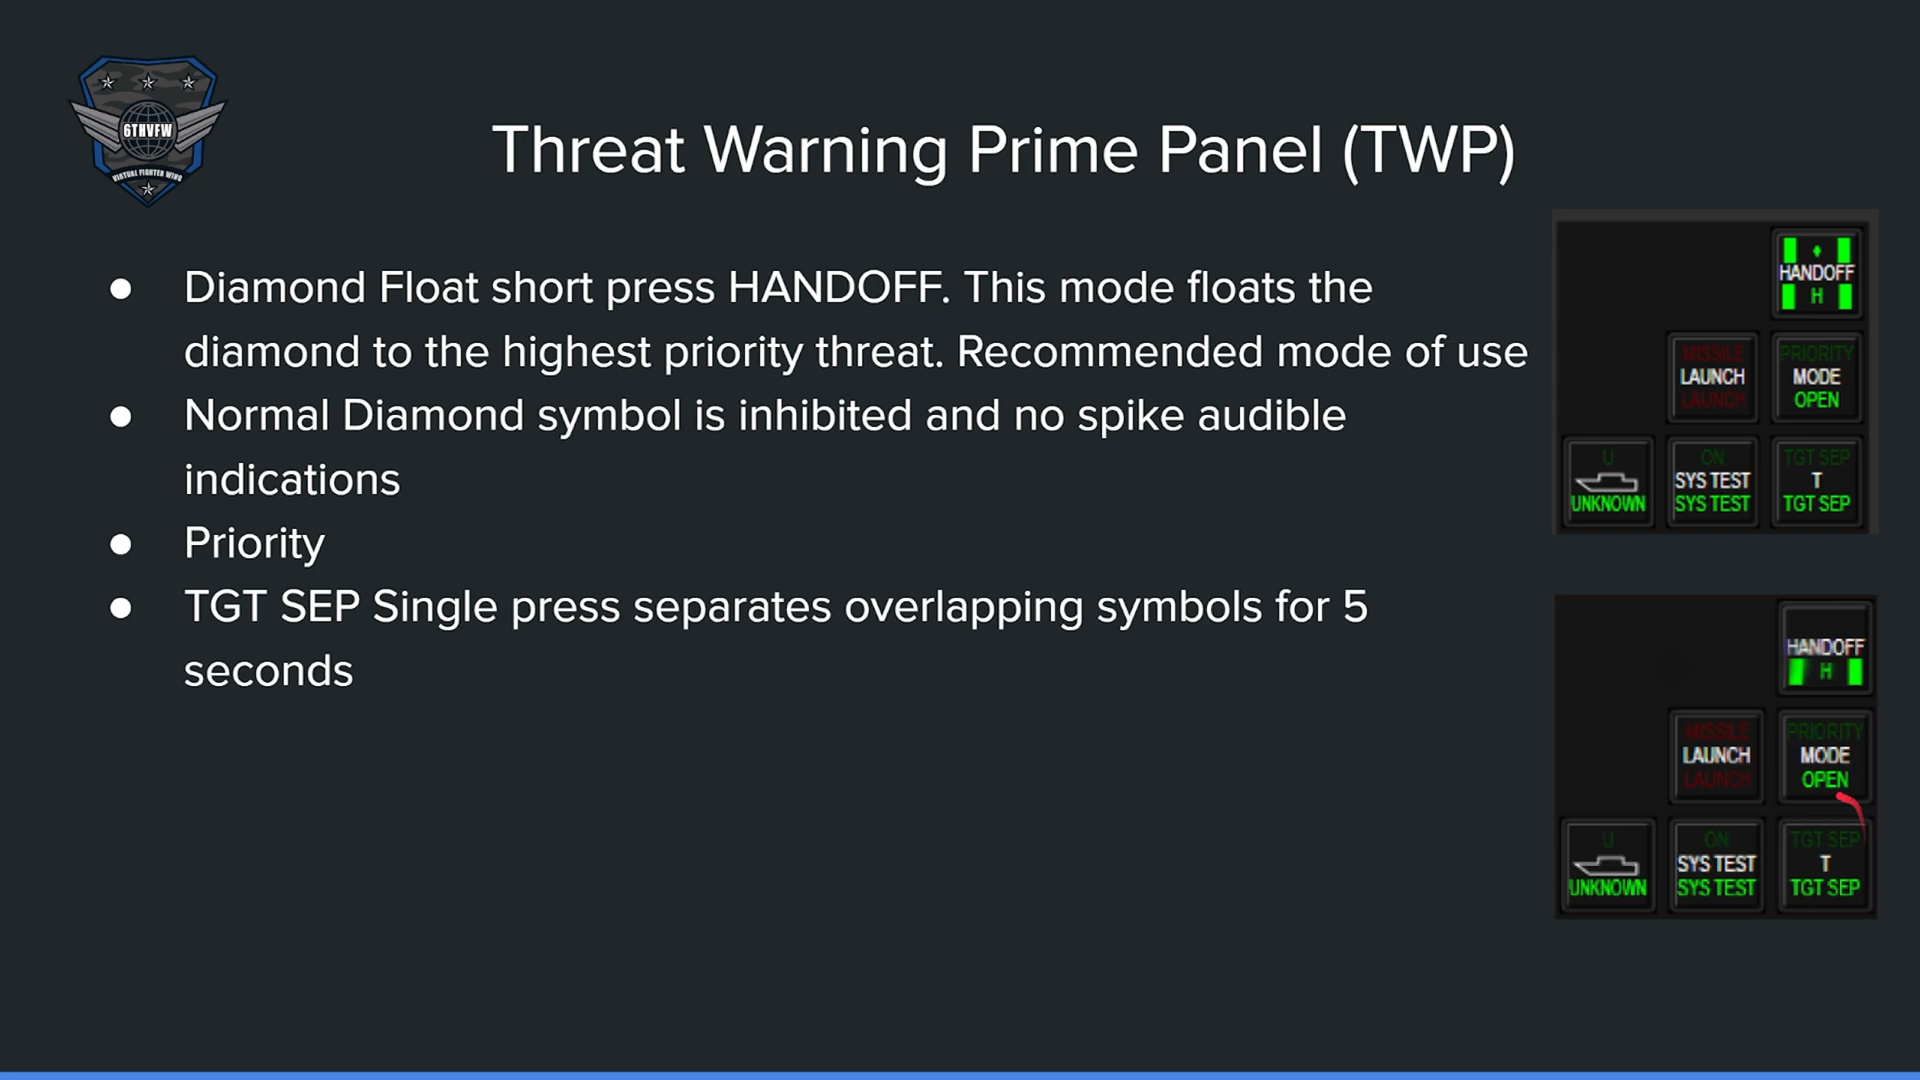 6THVFW
VIRTUAL FIGHTER WING
Threat Warning Prime Panel (TWP)
● Diamond Float short press HANDOFF. This mode floats the
diamond to the highest priority threat. Recommended mode of use
● Normal Diamond symbol is inhibited and no spike audible
indications
● Priority
● TGT SEP Single press separates overlapping symbols for 5
seconds
HANDOFF
H
MISSILE
LAUNCH
LAUNCH
PRIORITY
MODE
OPEN
U
UNKNOWN
ON
SYS TEST
SYS TEST
TGT SEP
T
TGT SEP
HANDOFF
H
MISSILE
LAUNCH
LAUNCH
PRIORITY
MODE
OPEN
U
UNKNOWN
ON
SYS TEST
SYS TEST
TGT SEP
T
TGT SEP